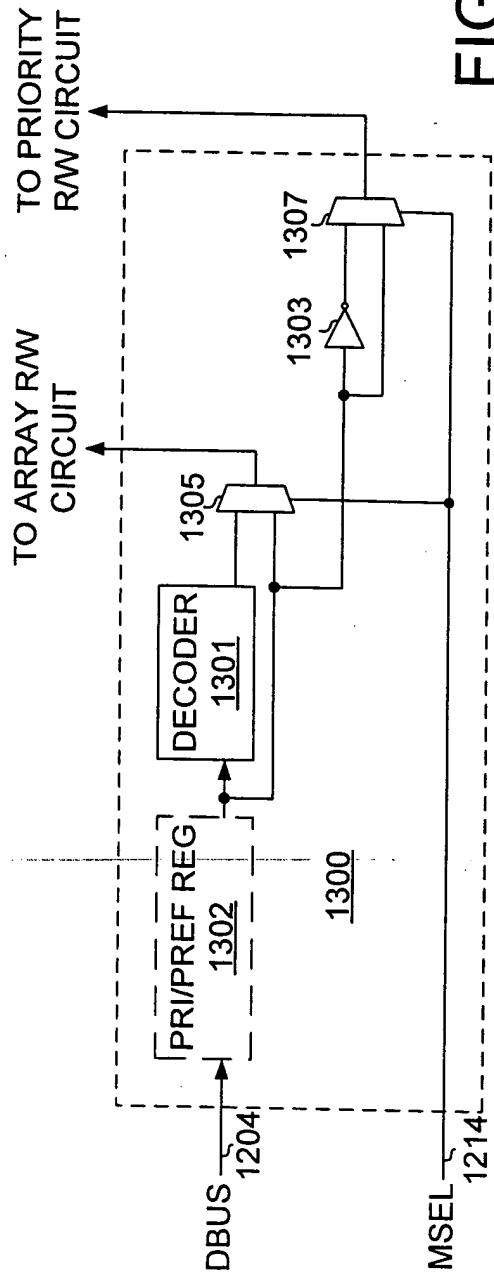 TO PRIORITY
R/W CIRCUIT
TO ARRAY R/W
CIRCUIT
1307
1303
1305
DECODER
1301
PRI/PREF REG
1302
1300
DBUS
1204
MSEL
1214
FIG